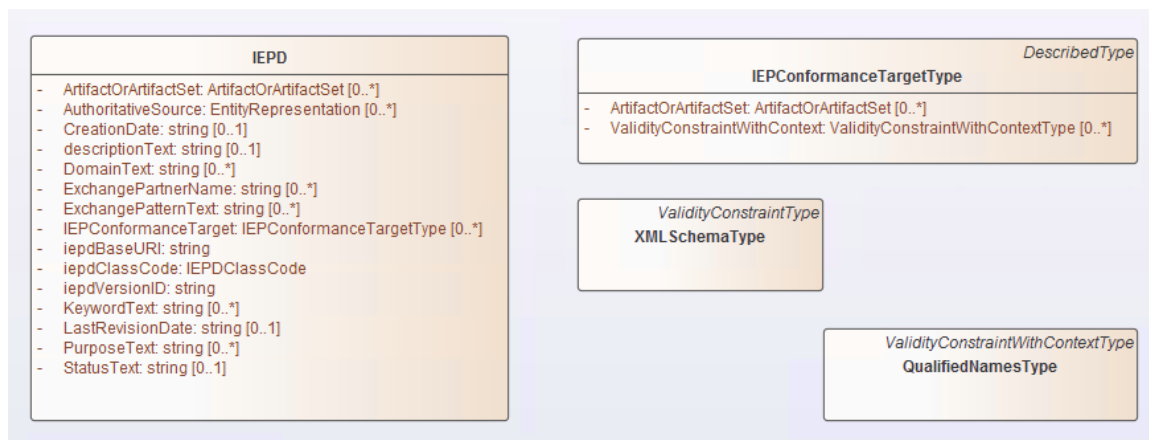 IEPD
- ArtifactOrArtifactSet: ArtifactOrArtifactSet [0..*]
- AuthoritativeSource: EntityRepresentation [0..*]
- CreationDate: string [0..1]
- descriptionText: string [0..1]
- DomainText: string [0..*]
- ExchangePartnerName: string [0..*]
- ExchangePatternText: string [0..*]
- IEPConformanceTarget: IEPConformanceTargetType [0..*]
- iepdBaseURI: string
- iepdClassCode: IEPDClassCode
- iepdVersionID: string
- KeywordText: string [0..*]
- LastRevisionDate: string [0..1]
- PurposeText: string [0..*]
- StatusText: string [0..1]
DescribedType
IEPConformanceTargetType
- ArtifactOrArtifactSet: ArtifactOrArtifactSet [0..*]
- ValidityConstraintWithContext: ValidityConstraintWithContextType [0..*]
ValidityConstraintType
XMLSchemaType
ValidityConstraintWithContextType
QualifiedNamesType